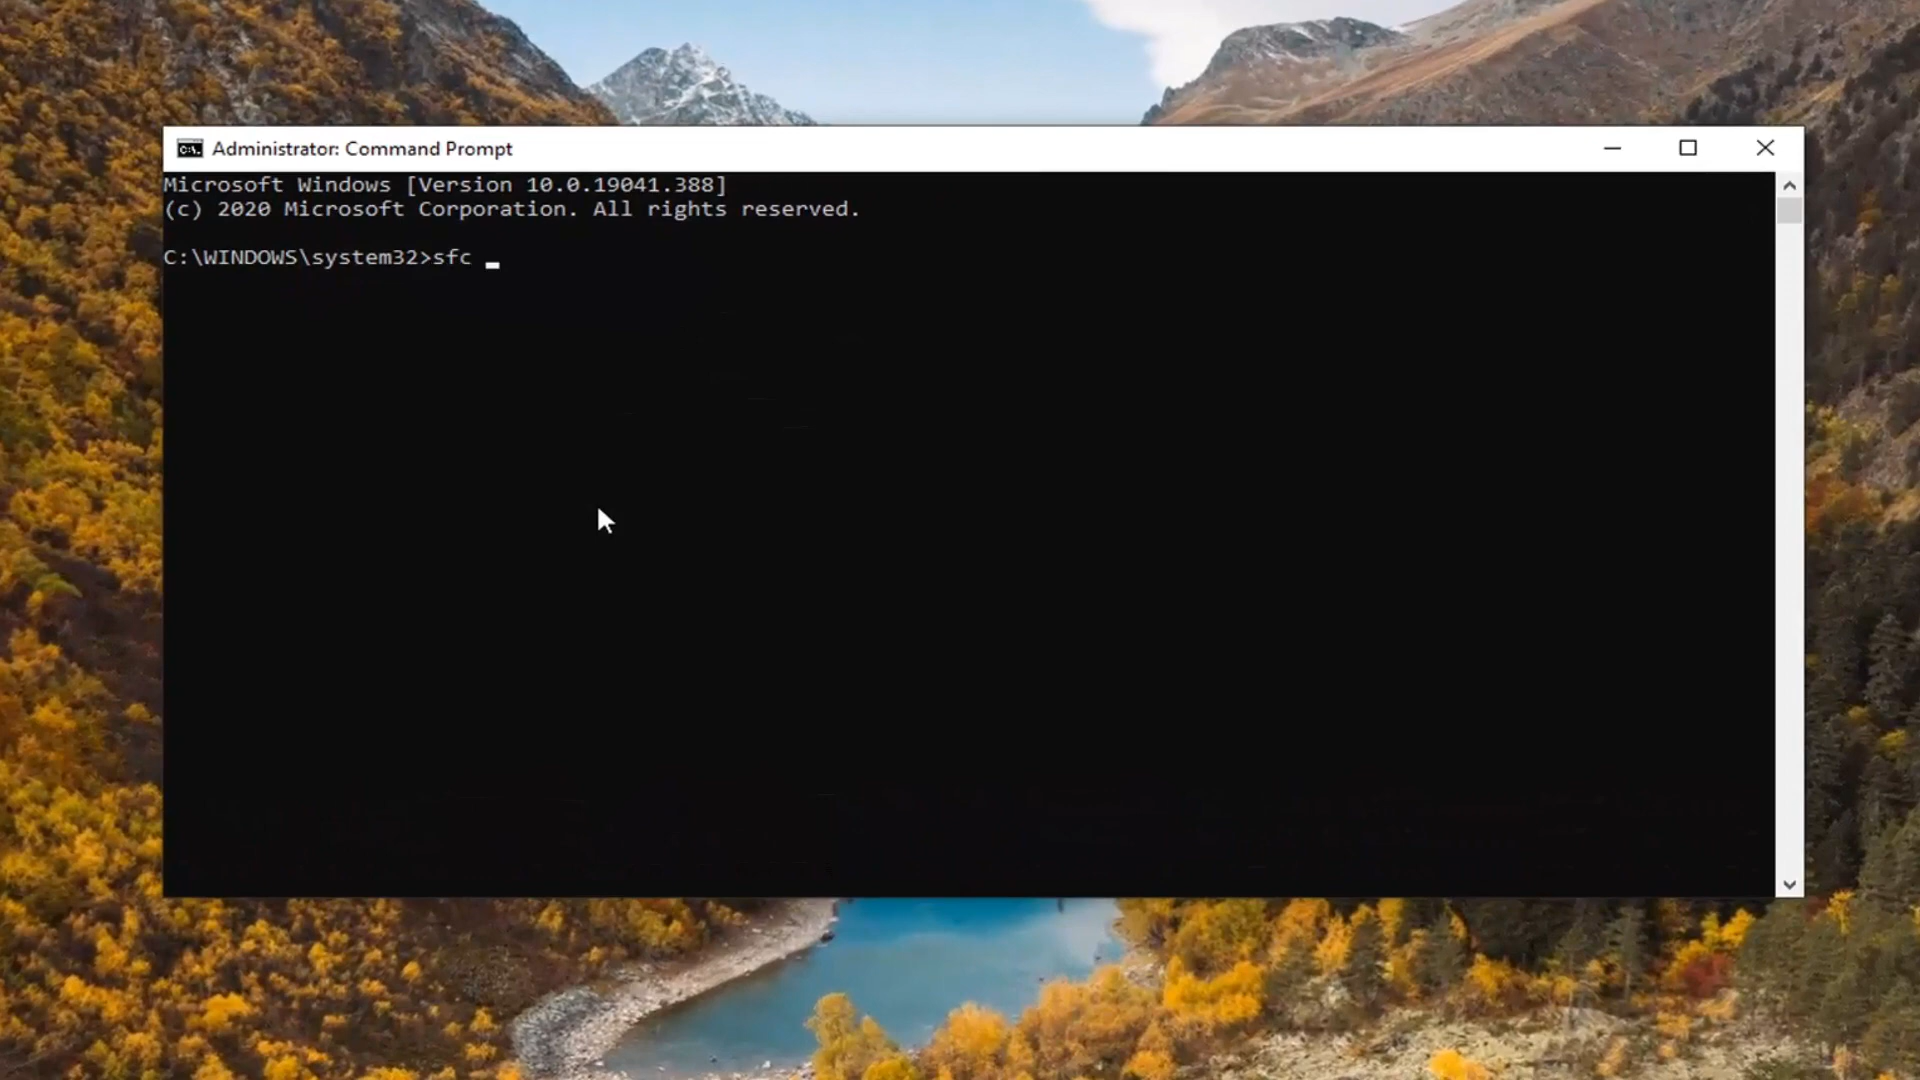 Administrator: Command Prompt
Microsoft Windows [Version 10.0.19041.388]
(c) 2020 Microsoft Corporation. All rights reserved.
C:\WINDOWS\system32>sfc